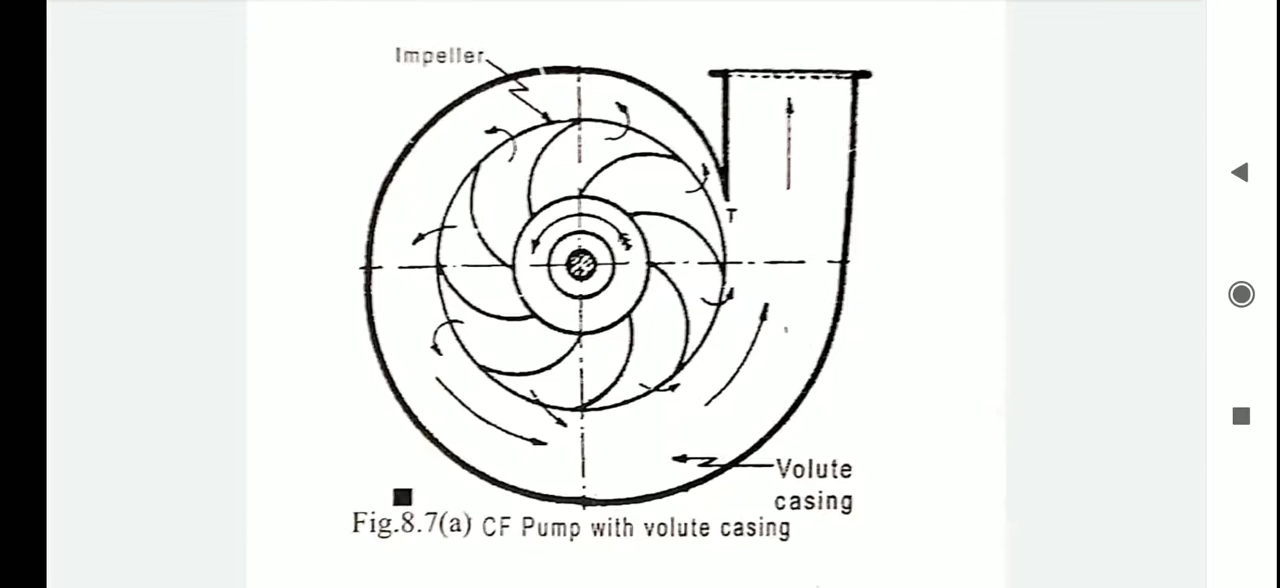 Impeller
T
Volute
casing
Fig.8.7(a) CF Pump with volute casing